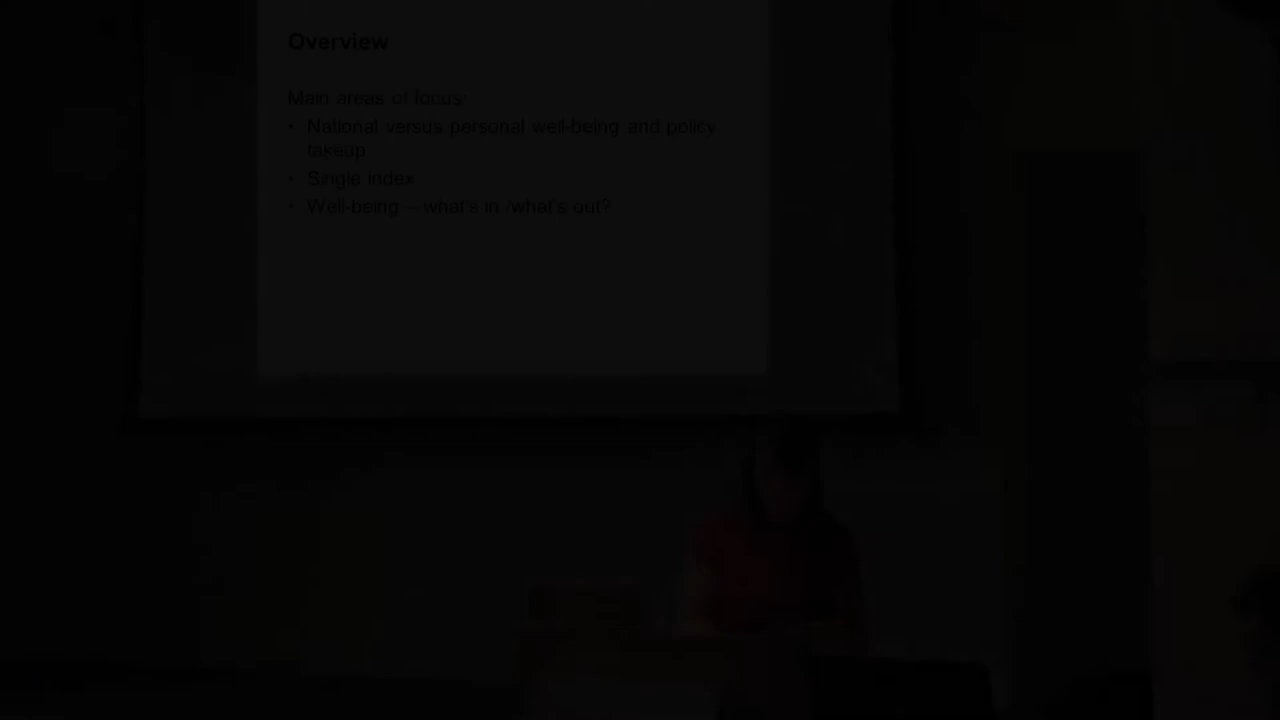 Overview
Main areas of focus:
• National versus personal well-being and policy
takeup
• Single index
• Well-being – what's in /what's out?